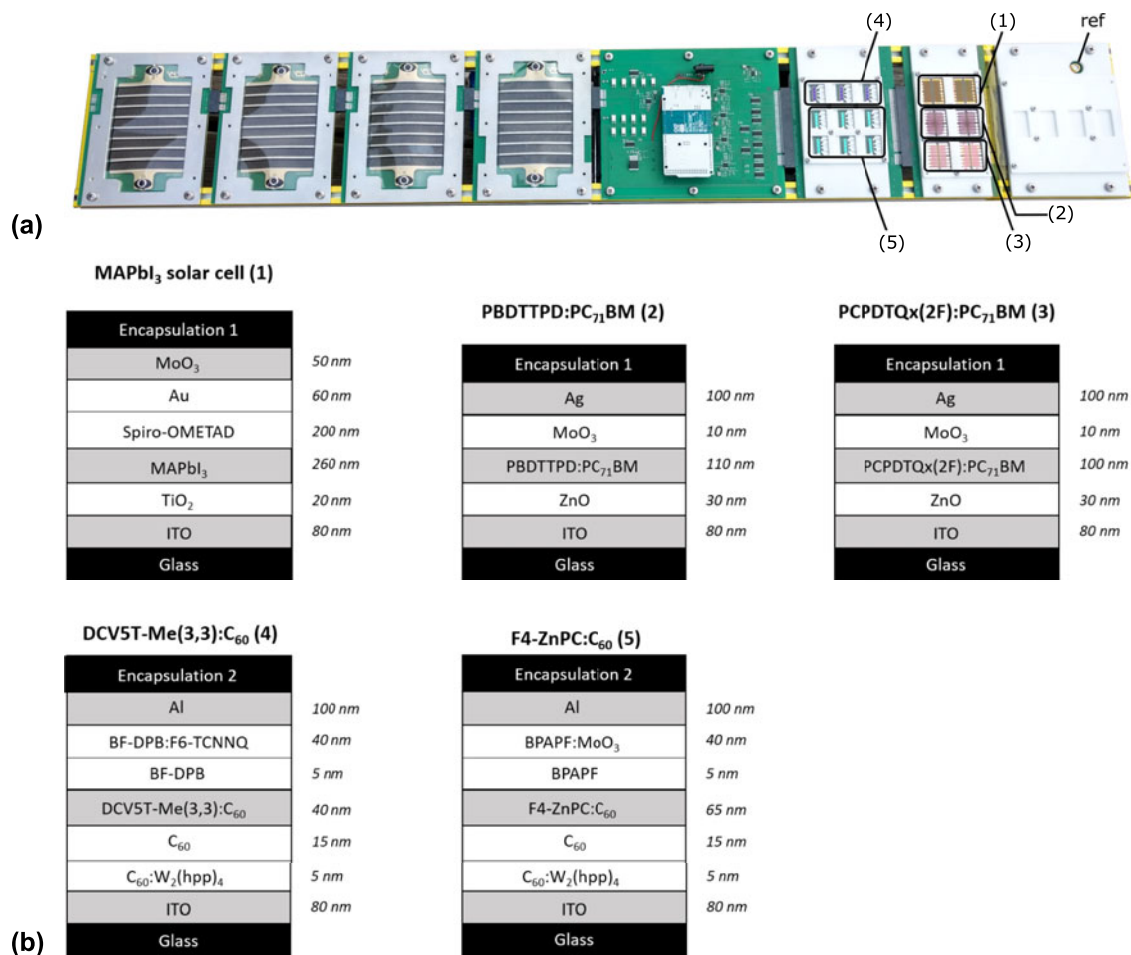 (4)
(1)
ref
(2)
(3)
(5)
(a)
MAPbI₃ solar cell (1)
Encapsulation 1
MoO₃ 50 nm
Au 60 nm
Spiro-OMETAD 200 nm
MAPbI₃ 260 nm
TiO₂ 20 nm
ITO 80 nm
Glass
PBDTTPD:PC₇₁BM (2)
Encapsulation 1
Ag 100 nm
MoO₃ 10 nm
PBDTTPD:PC₇₁BM 110 nm
ZnO 30 nm
ITO 80 nm
Glass
PCPDTQx(2F):PC₇₁BM (3)
Encapsulation 1
Ag 100 nm
MoO₃ 10 nm
PCPDTQx(2F):PC₇₁BM 100 nm
ZnO 30 nm
ITO 80 nm
Glass
DCV5T-Me(3,3):C₆₀ (4)
Encapsulation 2
Al 100 nm
BF-DPB:F6-TCNNQ 40 nm
BF-DPB 5 nm
DCV5T-Me(3,3):C₆₀ 40 nm
C₆₀ 15 nm
C₆₀:W₂(hpp)₄ 5 nm
ITO 80 nm
Glass
F4-ZnPC:C₆₀ (5)
Encapsulation 2
Al 100 nm
BPAPF:MoO₃ 40 nm
BPAPF 5 nm
F4-ZnPC:C₆₀ 65 nm
C₆₀ 15 nm
C₆₀:W₂(hpp)₄ 5 nm
ITO 80 nm
Glass
(b)